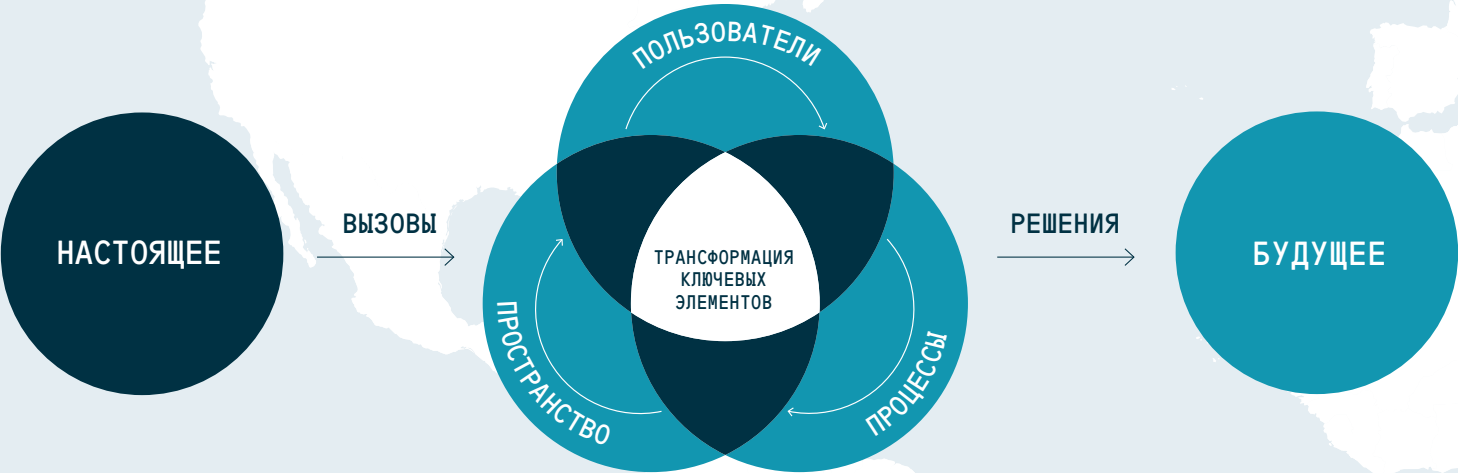 НАСТОЯЩЕЕ
ВЫЗОВЫ
ПОЛЬЗОВАТЕЛИ
ПРОСТРАНСТВО
ПРОЦЕССЫ
ТРАНСФОРМАЦИЯ
КЛЮЧЕВЫХ
ЭЛЕМЕНТОВ
РЕШЕНИЯ
БУДУЩЕЕ